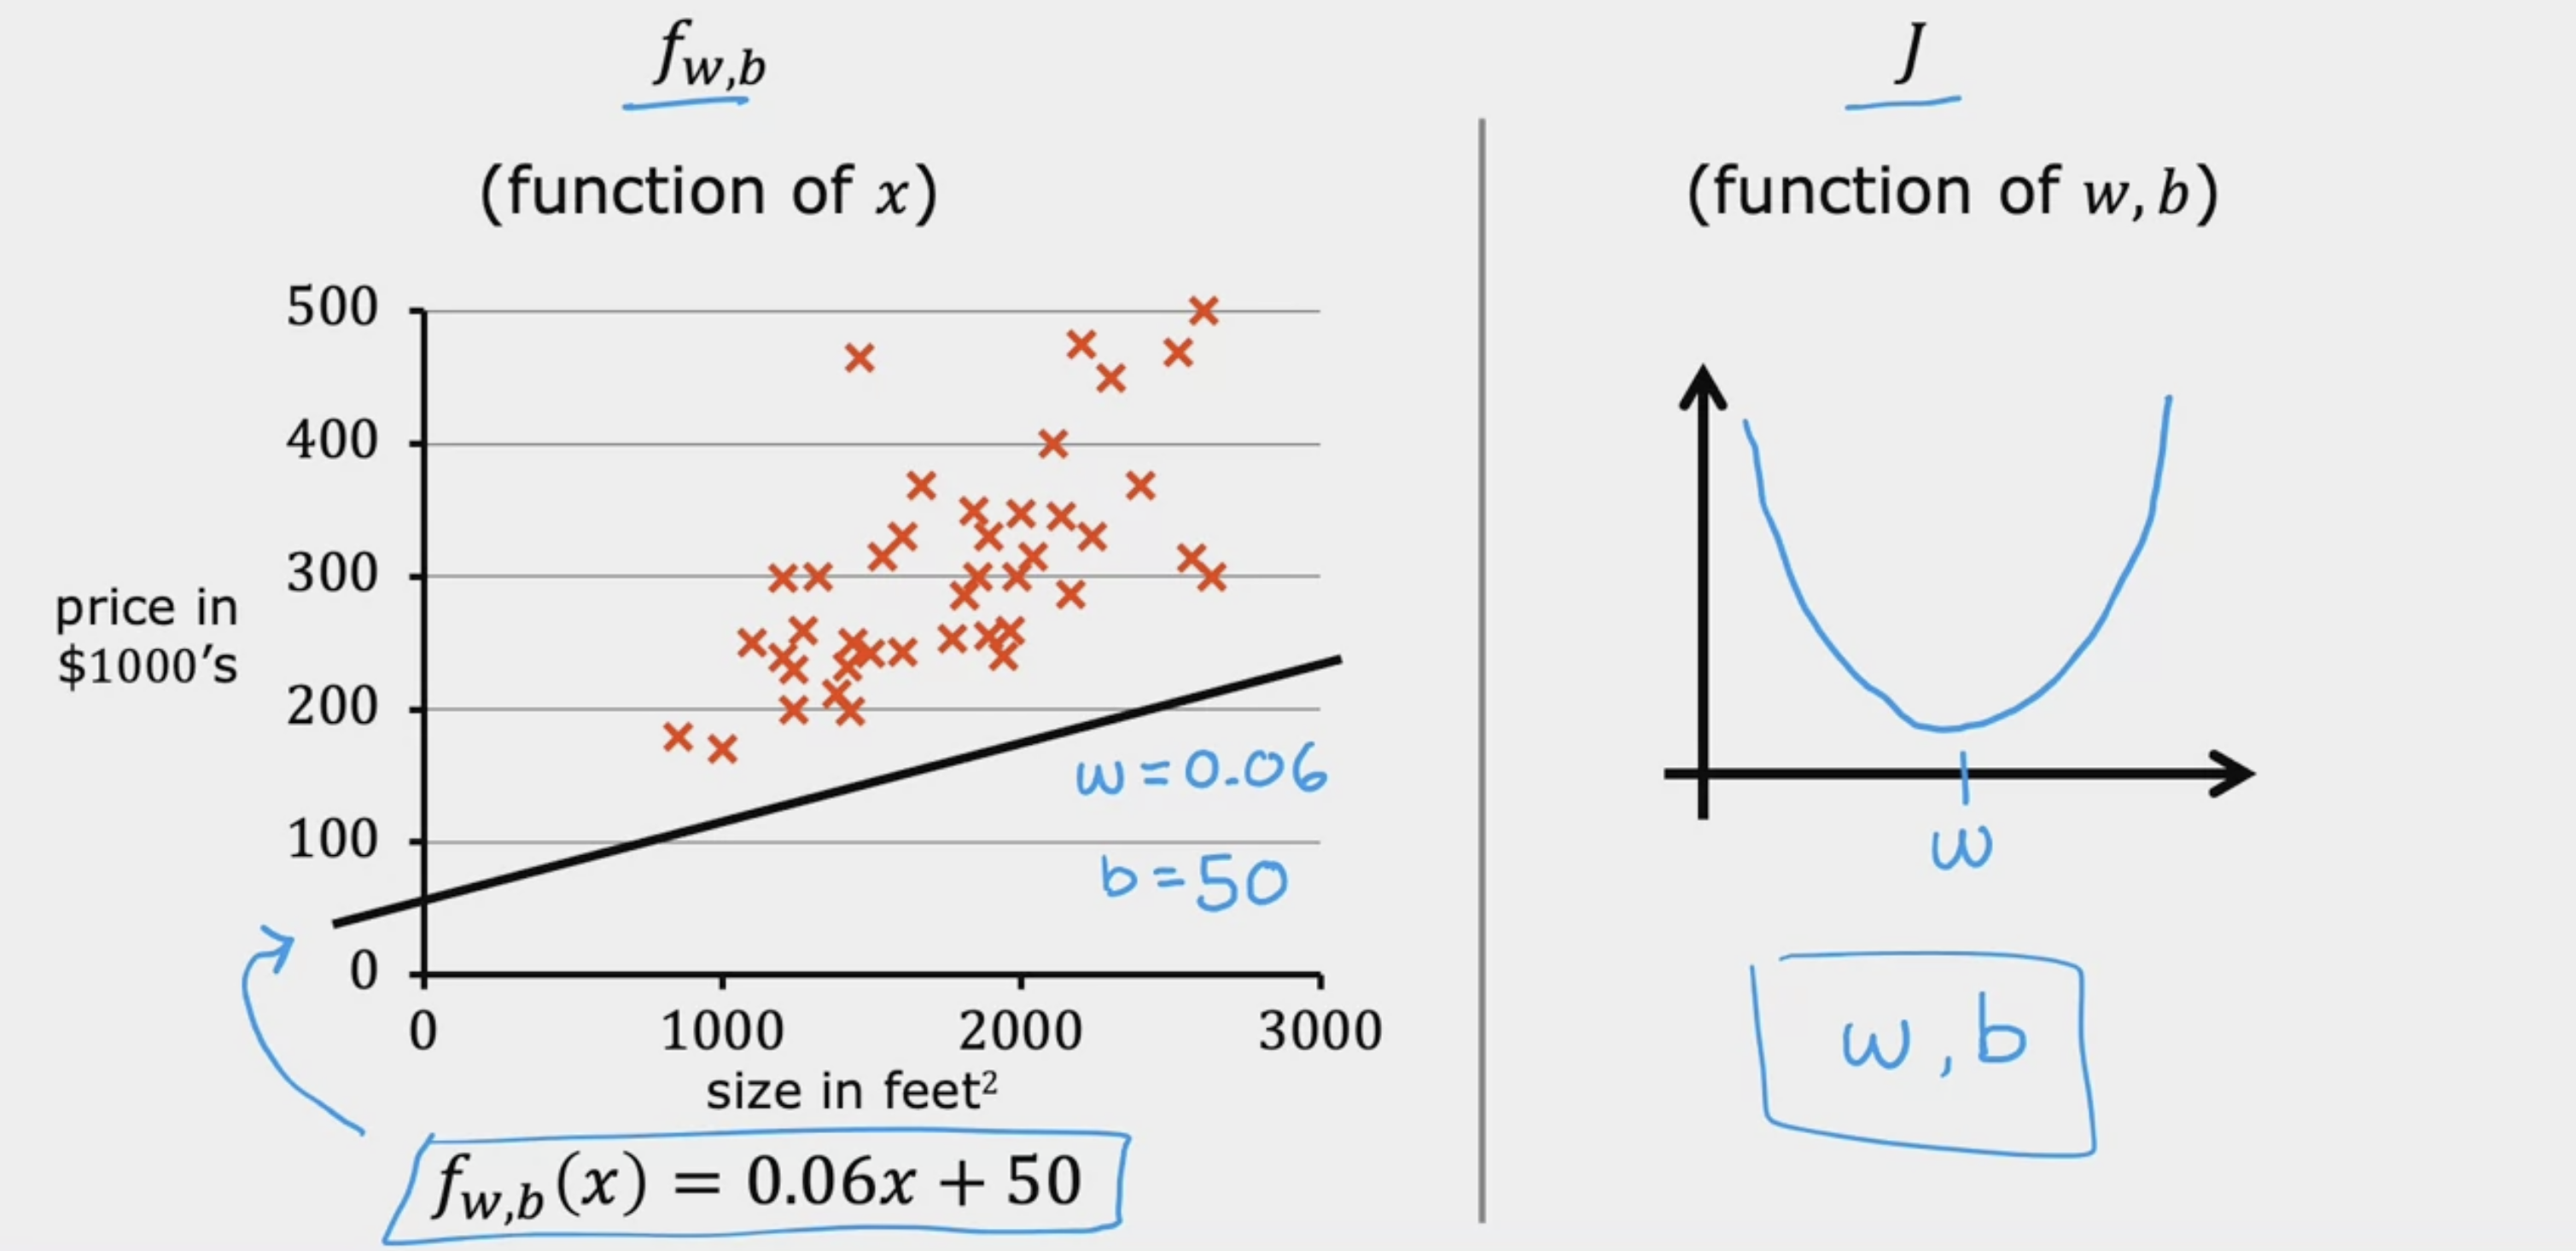 f_{w,b}
(function of x)
500
400
300
200
100
0
price in
$1000's
w = 0.06
b = 50
0 1000 2000 3000
size in feet²
f_{w,b}(x) = 0.06x + 50
J
(function of w, b)
w
w, b